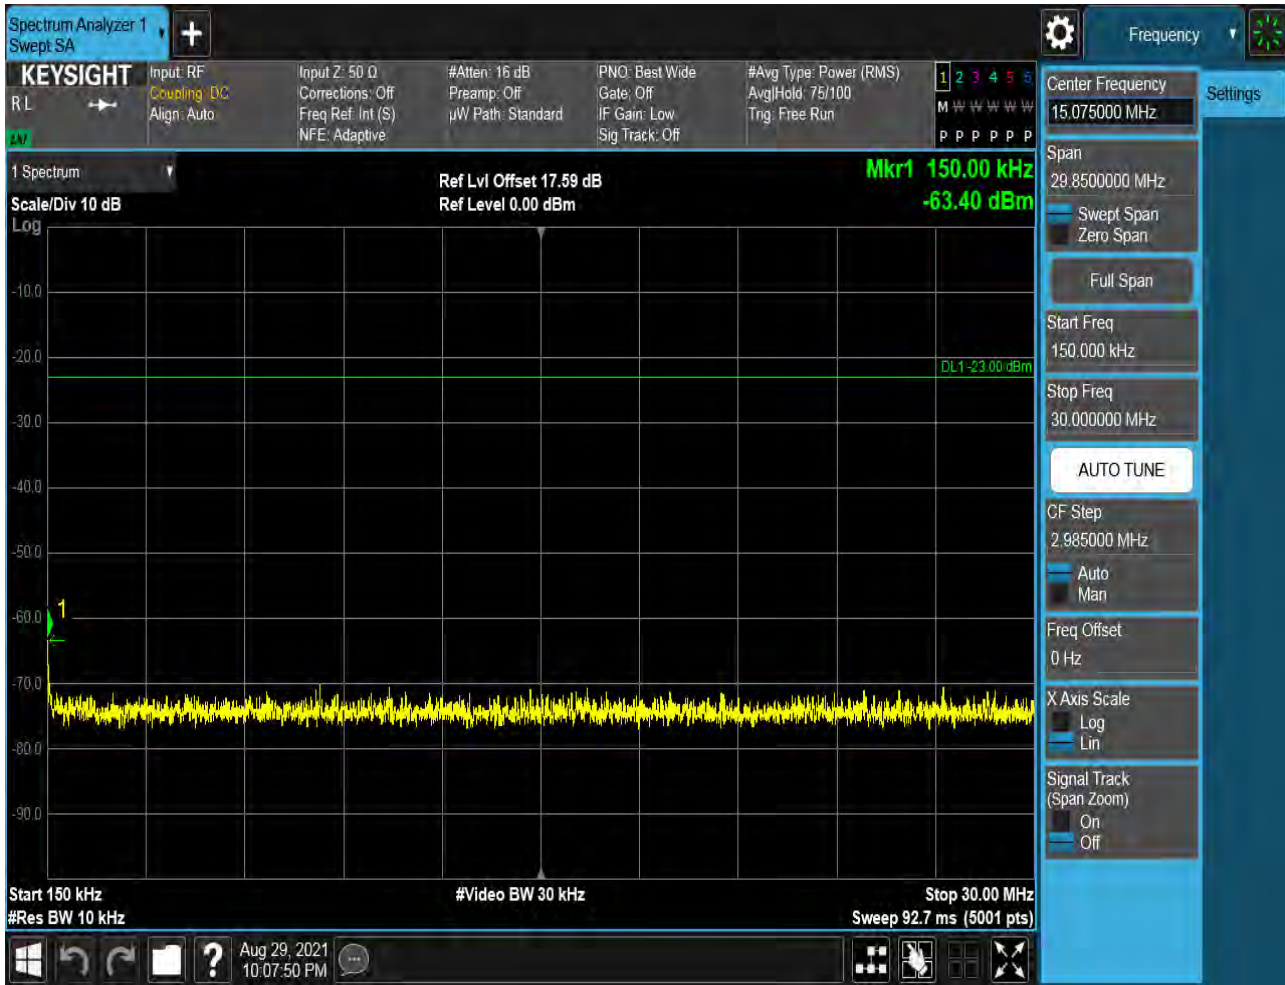 Spectrum Analyzer 1
Swept SA
Frequency
KEYSIGHT
R L
LXI
Input: RF
Coupling: DC
Align: Auto
Input Z: 50 Ω
Corrections: Off
Freq Ref: Int (S)
NFE: Adaptive
#Atten: 16 dB
Preamp: Off
µW Path: Standard
PNO: Best Wide
Gate: Off
IF Gain: Low
Sig Track: Off
#Avg Type: Power (RMS)
Avg|Hold: 75/100
Trig: Free Run
1 2 3 4 5 6
M W W W W W
P P P P P P
1 Spectrum
Scale/Div 10 dB
Log
Ref Lvl Offset 17.59 dB
Ref Level 0.00 dBm
Mkr1 150.00 kHz
-63.40 dBm
-10.0
-20.0
DL1 -23.00 dBm
-30.0
-40.0
-50.0
1
-60.0
-70.0
-80.0
-90.0
Start 150 kHz
#Res BW 10 kHz
#Video BW 30 kHz
Stop 30.00 MHz
Sweep 92.7 ms (5001 pts)
?
Aug 29, 2021
10:07:50 PM
Center Frequency
15.075000 MHz
Settings
Span
29.8500000 MHz
Swept Span
Zero Span
Full Span
Start Freq
150.000 kHz
Stop Freq
30.000000 MHz
AUTO TUNE
CF Step
2.985000 MHz
Auto
Man
Freq Offset
0 Hz
X Axis Scale
Log
Lin
Signal Track
(Span Zoom)
On
Off